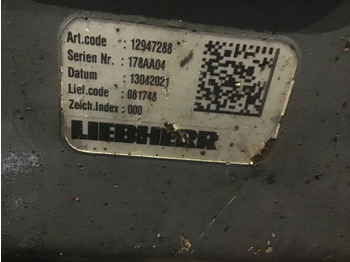 Art.code : 12947288
Serien Nr. : 178AA04
Datum : 13042021
Lief.code : 081748
Zeich.Index : 000
LIEBHERR